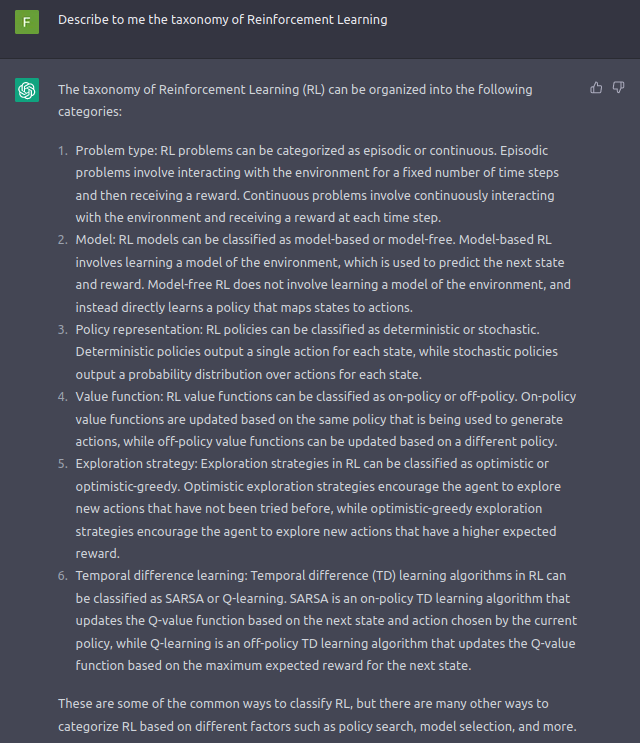 F
Describe to me the taxonomy of Reinforcement Learning
The taxonomy of Reinforcement Learning (RL) can be organized into the following
categories:
1. Problem type: RL problems can be categorized as episodic or continuous. Episodic
problems involve interacting with the environment for a fixed number of time steps
and then receiving a reward. Continuous problems involve continuously interacting
with the environment and receiving a reward at each time step.
2. Model: RL models can be classified as model-based or model-free. Model-based RL
involves learning a model of the environment, which is used to predict the next state
and reward. Model-free RL does not involve learning a model of the environment, and
instead directly learns a policy that maps states to actions.
3. Policy representation: RL policies can be classified as deterministic or stochastic.
Deterministic policies output a single action for each state, while stochastic policies
output a probability distribution over actions for each state.
4. Value function: RL value functions can be classified as on-policy or off-policy. On-policy
value functions are updated based on the same policy that is being used to generate
actions, while off-policy value functions can be updated based on a different policy.
5. Exploration strategy: Exploration strategies in RL can be classified as optimistic or
optimistic-greedy. Optimistic exploration strategies encourage the agent to explore
new actions that have not been tried before, while optimistic-greedy exploration
strategies encourage the agent to explore new actions that have a higher expected
reward.
6. Temporal difference learning: Temporal difference (TD) learning algorithms in RL can
be classified as SARSA or Q-learning. SARSA is an on-policy TD learning algorithm that
updates the Q-value function based on the next state and action chosen by the current
policy, while Q-learning is an off-policy TD learning algorithm that updates the Q-value
function based on the maximum expected reward for the next state.
These are some of the common ways to classify RL, but there are many other ways to
categorize RL based on different factors such as policy search, model selection, and more.